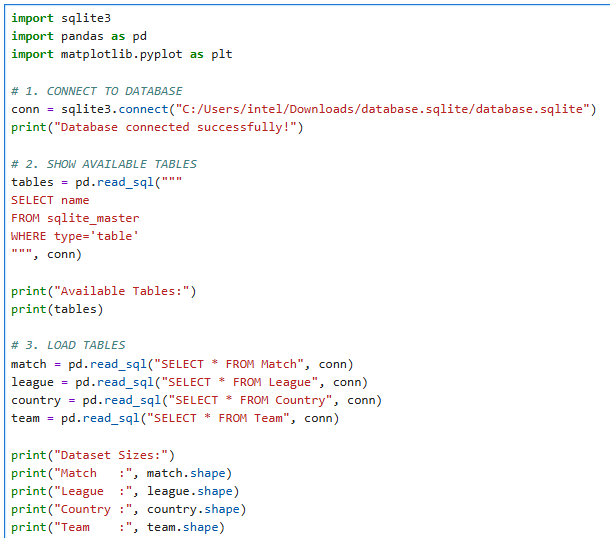 import sqlite3
import pandas as pd
import matplotlib.pyplot as plt

# 1. CONNECT TO DATABASE
conn = sqlite3.connect("C:/Users/intel/Downloads/database.sqlite/database.sqlite")
print("Database connected successfully!")

# 2. SHOW AVAILABLE TABLES
tables = pd.read_sql("""
SELECT name
FROM sqlite_master
WHERE type='table'
""", conn)

print("Available Tables:")
print(tables)

# 3. LOAD TABLES
match = pd.read_sql("SELECT * FROM Match", conn)
league = pd.read_sql("SELECT * FROM League", conn)
country = pd.read_sql("SELECT * FROM Country", conn)
team = pd.read_sql("SELECT * FROM Team", conn)

print("Dataset Sizes:")
print("Match   :", match.shape)
print("League  :", league.shape)
print("Country :", country.shape)
print("Team    :", team.shape)